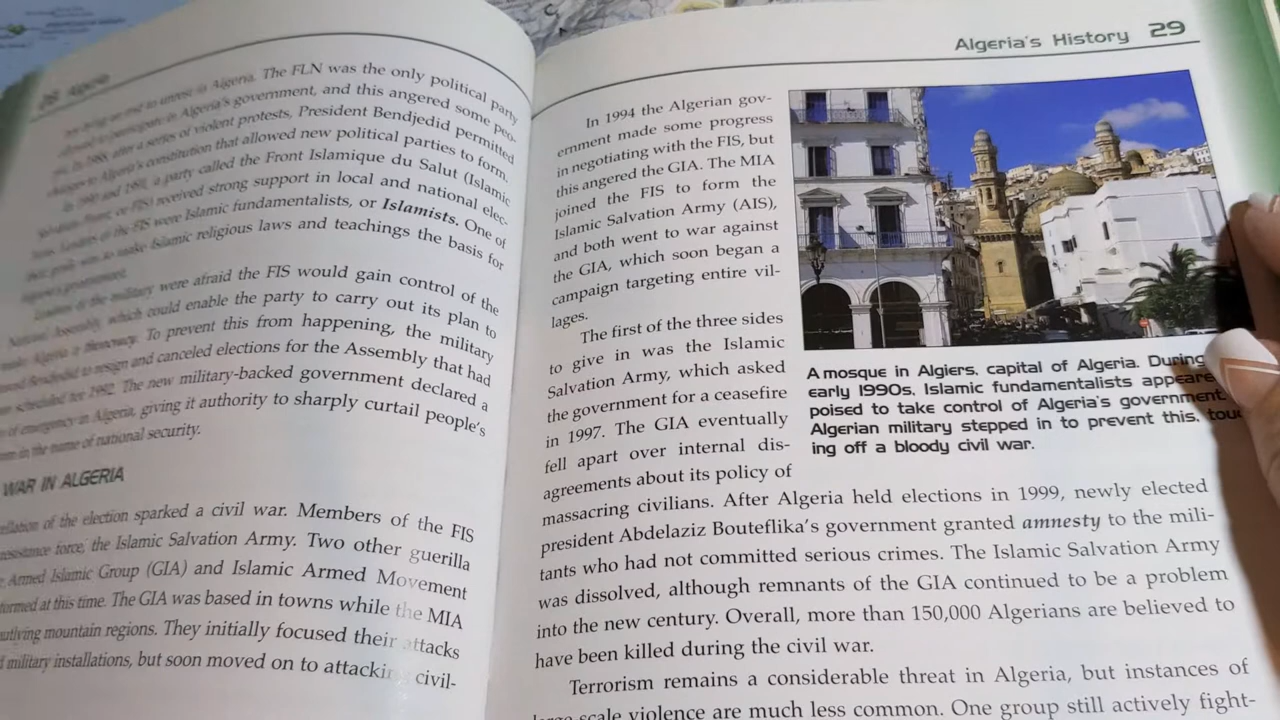 28 Algeria
in Algeria. The FLN was the only political party
to participate in Algeria's government, and this angered some peo-
In 1988, after a series of violent protests, President Bendjedid permitted
changes to Algeria's constitution that allowed new political parties to form.
In 1990 and 1991, a party called the Front Islamique du Salut (Islamic
Salvation Front, or FIS) received strong support in local and national elec-
tions. Leaders of the FIS were Islamic fundamentalists, or Islamists. One of
their goals was to make Islamic religious laws and teachings the basis for
Algeria's government.
Leaders of the military were afraid the FIS would gain control of the
National Assembly, which could enable the party to carry out its plan to
make Algeria a theocracy. To prevent this from happening, the military
Bendjedid to resign and canceled elections for the Assembly that had
scheduled for 1992. The new military-backed government declared a
of emergency in Algeria, giving it authority to sharply curtail people's
in the name of national security.
WAR IN ALGERIA
of the election sparked a civil war. Members of the FIS
resistance force, the Islamic Salvation Army. Two other guerilla
Armed Islamic Group (GIA) and Islamic Armed Movement
formed at this time. The GIA was based in towns while the MIA
outlying mountain regions. They initially focused their attacks
military installations, but soon moved on to attacking civil-
Algeria's History 29
In 1994 the Algerian gov-
ernment made some progress
in negotiating with the FIS, but
this angered the GIA. The MIA
joined the FIS to form the
Islamic Salvation Army (AIS),
and both went to war against
the GIA, which soon began a
campaign targeting entire vil-
lages.
The first of the three sides
to give in was the Islamic
Salvation Army, which asked
the government for a ceasefire
in 1997. The GIA eventually
fell apart over internal dis-
agreements about its policy of
massacring civilians. After Algeria held elections in 1999, newly elected
president Abdelaziz Bouteflika's government granted amnesty to the mili-
tants who had not committed serious crimes. The Islamic Salvation Army
was dissolved, although remnants of the GIA continued to be a problem
into the new century. Overall, more than 150,000 Algerians are believed to
have been killed during the civil war.
Terrorism remains a considerable threat in Algeria, but instances of
large-scale violence are much less common. One group still actively fight-
A mosque in Algiers, capital of Algeria. During
early 1990s, Islamic fundamentalists appeare
poised to take control of Algeria's government
Algerian military stepped in to prevent this, touc
ing off a bloody civil war.